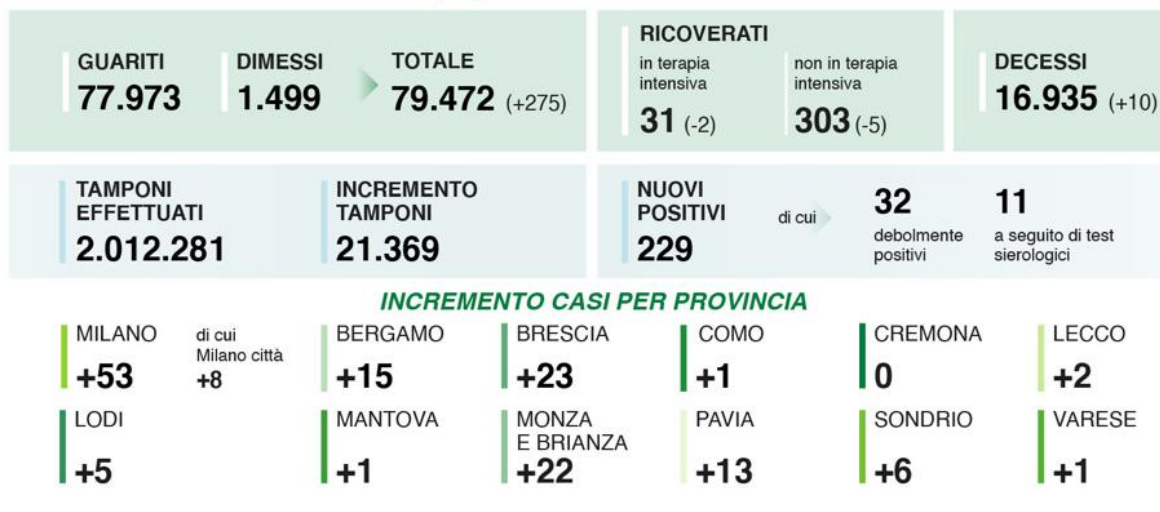 GUARITI
77.973
DIMESSI
1.499
TOTALE
79.472 (+275)
RICOVERATI
in terapia
intensiva
31 (-2)
non in terapia
intensiva
303 (-5)
DECESSI
16.935 (+10)
TAMPONI
EFFETTUATI
2.012.281
INCREMENTO
TAMPONI
21.369
NUOVI
POSITIVI
229
di cui
32
debolmente
positivi
11
a seguito di test
sierologici
INCREMENTO CASI PER PROVINCIA
MILANO
+53
di cui
Milano città
+8
BERGAMO
+15
BRESCIA
+23
COMO
+1
CREMONA
0
LECCO
+2
LODI
+5
MANTOVA
+1
MONZA
E BRIANZA
+22
PAVIA
+13
SONDRIO
+6
VARESE
+1